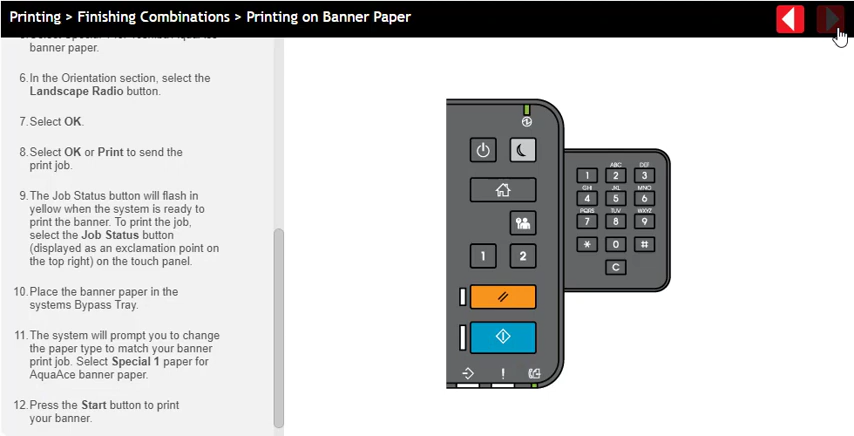 Printing > Finishing Combinations > Printing on Banner Paper
banner paper.
6. In the Orientation section, select the
Landscape Radio button.
7. Select OK.
8. Select OK or Print to send the
print job.
9. The Job Status button will flash in
yellow when the system is ready to
print the banner. To print the job,
select the Job Status button
(displayed as an exclamation point on
the top right) on the touch panel.
10. Place the banner paper in the
systems Bypass Tray.
11. The system will prompt you to change
the paper type to match your banner
print job. Select Special 1 paper for
AquaAce banner paper.
12. Press the Start button to print
your banner.
ABC DEF
1 2 3
GHI JKL MNO
4 5 6
PQRS TUV WXYZ
7 8 9
* 0 #
C
1 2
!